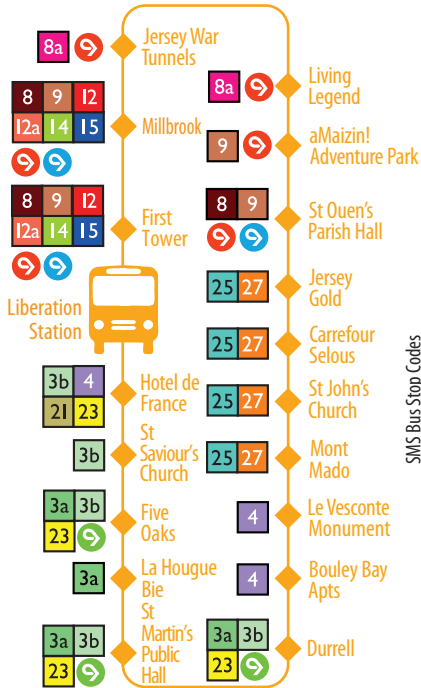 8a
Jersey War
Tunnels
8 9 12
12a 14 15
Millbrook
8 9 12
12a 14 15
First
Tower
Liberation
Station
3b 4
21 23
Hotel de
France
3b
St
Saviour's
Church
3a 3b
23
Five
Oaks
3a
La Hougue
Bie
3a 3b
23
St
Martin's
Public
Hall
8a
Living
Legend
9
aMaizin!
Adventure Park
8 9
St Ouen's
Parish Hall
25 27
Jersey
Gold
25 27
Carrefour
Selous
25 27
St John's
Church
25 27
Mont
Mado
4
Le Vesconte
Monument
4
Bouley Bay
Apts
3a 3b
23
Durrell
SMS Bus Stop Codes